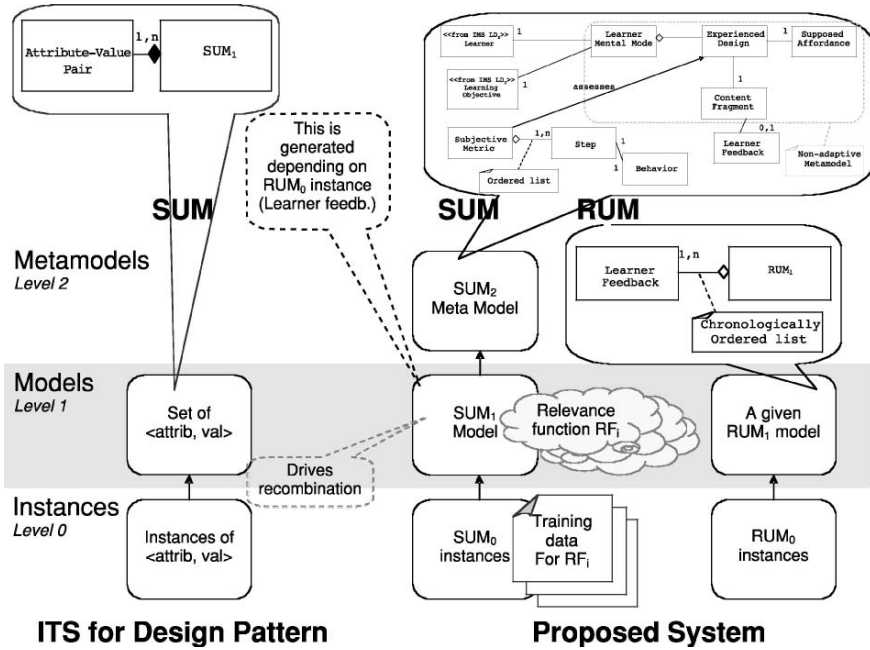 1,n
Attribute-Value
Pair
SUM1
<<from IMS LD,>>
Learner
1
Learner
Mental Mode
Experienced
Design
1
Supposed
Affordance
<<from IMS LD,>>
Learning
Objective
1
assesses
1
Content
Fragment
0,1
Learner
Feedback
Non-adaptive
Metamodel
Subjective
Metric
1,n
Step
1
1
Behavior
Ordered list
This is
generated
depending on
RUM0 instance
(Learner feedb.)
SUM
SUM
RUM
Metamodels
Level 2
SUM2
Meta Model
Learner
Feedback
1,n
RUMi
Chronologically
Ordered list
Models
Level 1
Set of
<attrib, val>
SUM1
Model
Relevance
function RFi
A given
RUM1 model
Drives
recombination
Instances
Level 0
Instances of
<attrib, val>
SUM0
instances
Training
data
For RFi
RUM0
instances
ITS for Design Pattern
Proposed System